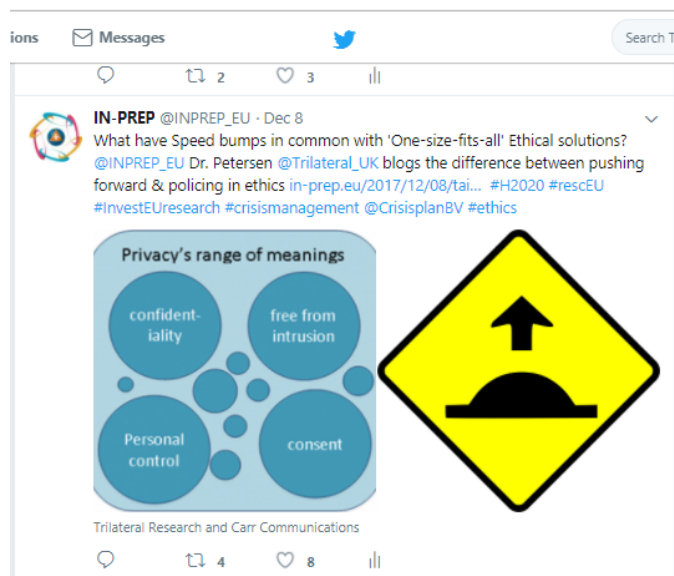 ions Messages Search T
2 3
IN-PREP @INPREP_EU · Dec 8
What have Speed bumps in common with 'One-size-fits-all' Ethical solutions?
@INPREP_EU Dr. Petersen @Trilateral_UK blogs the difference between pushing
forward & policing in ethics in-prep.eu/2017/12/08/tai... #H2020 #rescEU
#InvestEUresearch #crisismanagement @CrisisplanBV #ethics
Privacy's range of meanings
confident-
iality
free from
intrusion
Personal
control
consent
Trilateral Research and Carr Communications
4 8